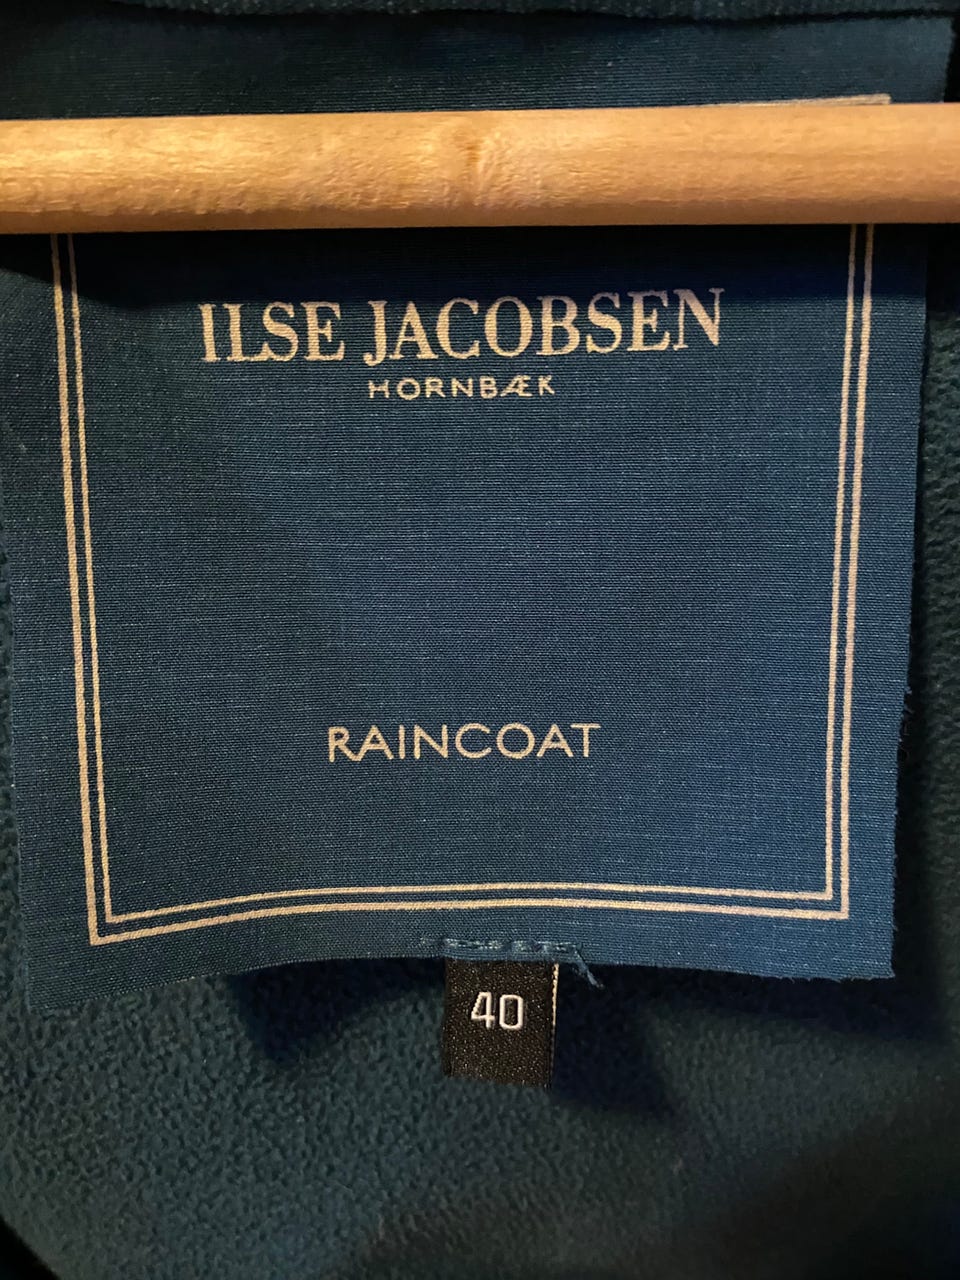 ILSE JACOBSEN
HORNBÆK
RAINCOAT
40